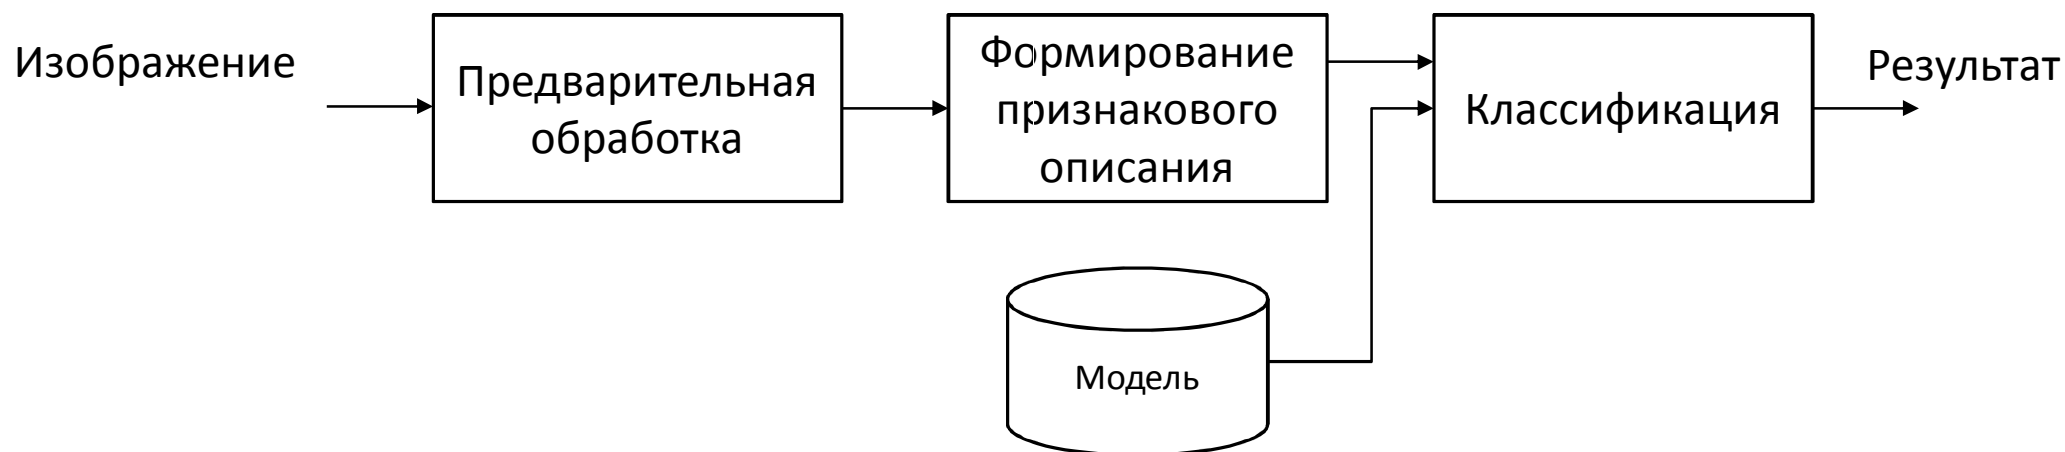 Изображение
Предварительная
обработка
Формирование
признакового
описания
Классификация
Результат
Модель